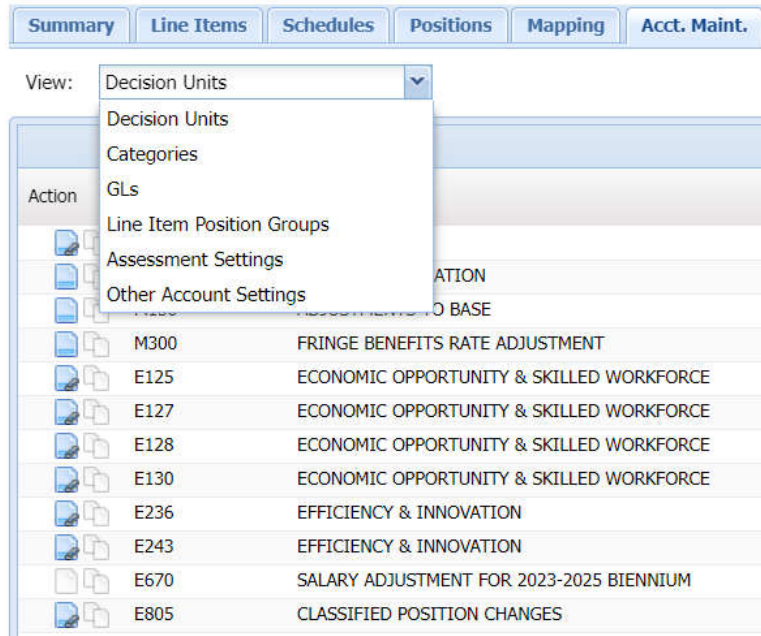 Summary Line Items Schedules Positions Mapping Acct. Maint.
View: Decision Units
Decision Units
Categories
GLs
Line Item Position Groups
Assessment Settings
Other Account Settings
Action
ATION
TO BASE
M300 FRINGE BENEFITS RATE ADJUSTMENT
E125 ECONOMIC OPPORTUNITY & SKILLED WORKFORCE
E127 ECONOMIC OPPORTUNITY & SKILLED WORKFORCE
E128 ECONOMIC OPPORTUNITY & SKILLED WORKFORCE
E130 ECONOMIC OPPORTUNITY & SKILLED WORKFORCE
E236 EFFICIENCY & INNOVATION
E243 EFFICIENCY & INNOVATION
E670 SALARY ADJUSTMENT FOR 2023-2025 BIENNIUM
E805 CLASSIFIED POSITION CHANGES